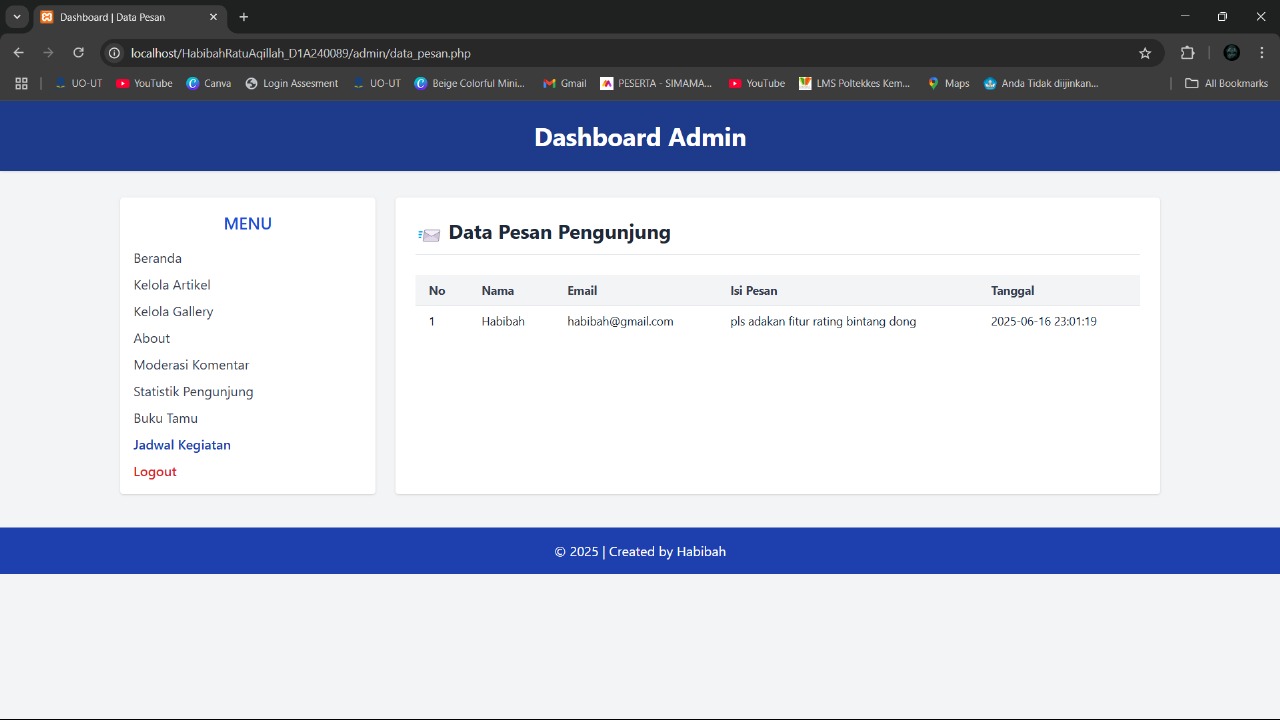 Dashboard | Data Pesan
localhost/HabibahRatuAqillah_D1A240089/admin/data_pesan.php
UO-UT YouTube Canva Login Assesment UO-UT Beige Colorful Mini... Gmail PESERTA - SIMAMA... YouTube LMS Poltekkes Kem... Maps Anda Tidak diijinkan... All Bookmarks
Dashboard Admin
MENU
Beranda
Kelola Artikel
Kelola Gallery
About
Moderasi Komentar
Statistik Pengunjung
Buku Tamu
Jadwal Kegiatan
Logout
Data Pesan Pengunjung
No Nama Email Isi Pesan Tanggal
1 Habibah habibah@gmail.com pls adakan fitur rating bintang dong 2025-06-16 23:01:19
© 2025 | Created by Habibah